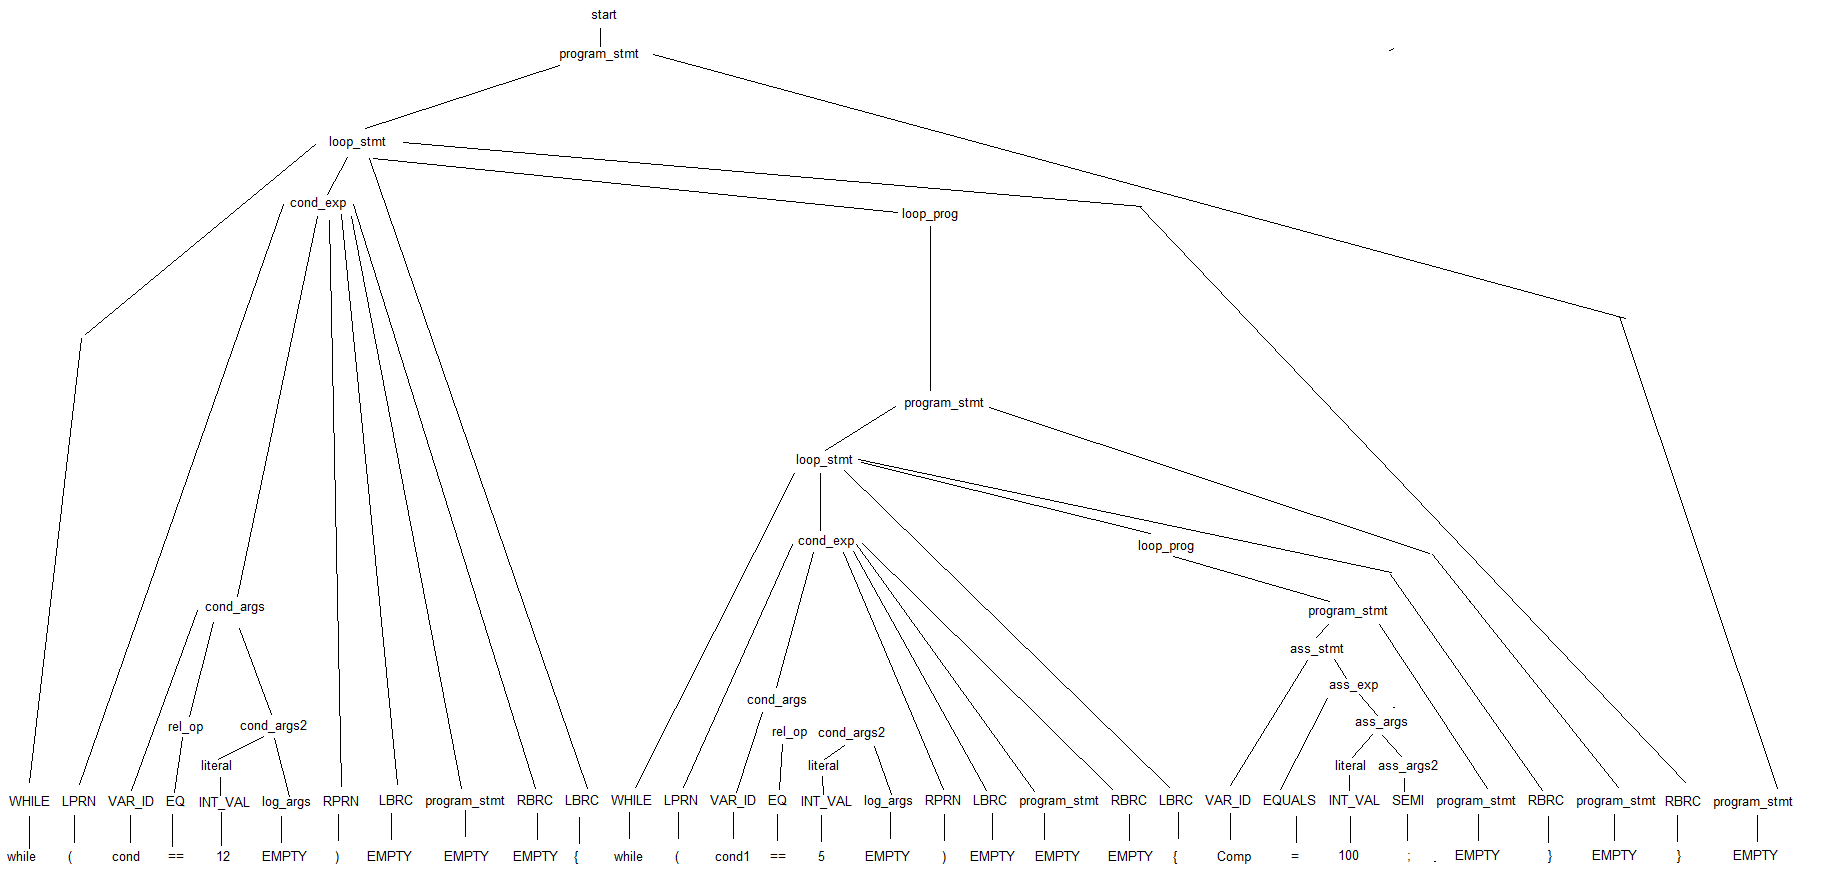 start
program_stmt
loop_stmt
cond_exp
loop_prog
program_stmt
loop_stmt
cond_exp
loop_prog
cond_args
program_stmt
ass_stmt
ass_exp
cond_args
rel_op cond_args2
ass_args
rel_op cond_args2
literal
literal
literal ass_args2
WHILE LPRN VAR_ID EQ INT_VAL log_args RPRN LBRC program_stmt RBRC LBRC WHILE LPRN VAR_ID EQ INT_VAL log_args RPRN LBRC program_stmt RBRC LBRC VAR_ID EQUALS INT_VAL SEMI program_stmt RBRC program_stmt RBRC program_stmt
while ( cond == 12 EMPTY ) EMPTY EMPTY EMPTY { while ( cond1 == 5 EMPTY ) EMPTY EMPTY EMPTY { Comp = 100 ; EMPTY } EMPTY } EMPTY